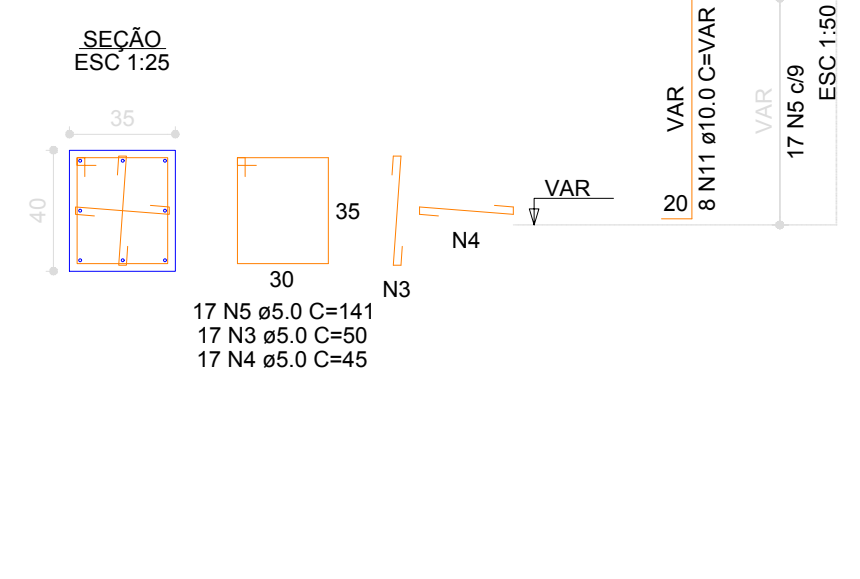 SEÇÃO
ESC 1:25
35
40
35
30
17 N5 ø5.0 C=141
17 N3 ø5.0 C=50
17 N4 ø5.0 C=45
N3
N4
VAR
20
VAR
8 N11 ø10.0 C=VAR
VAR
17 N5 c/9
ESC 1:50